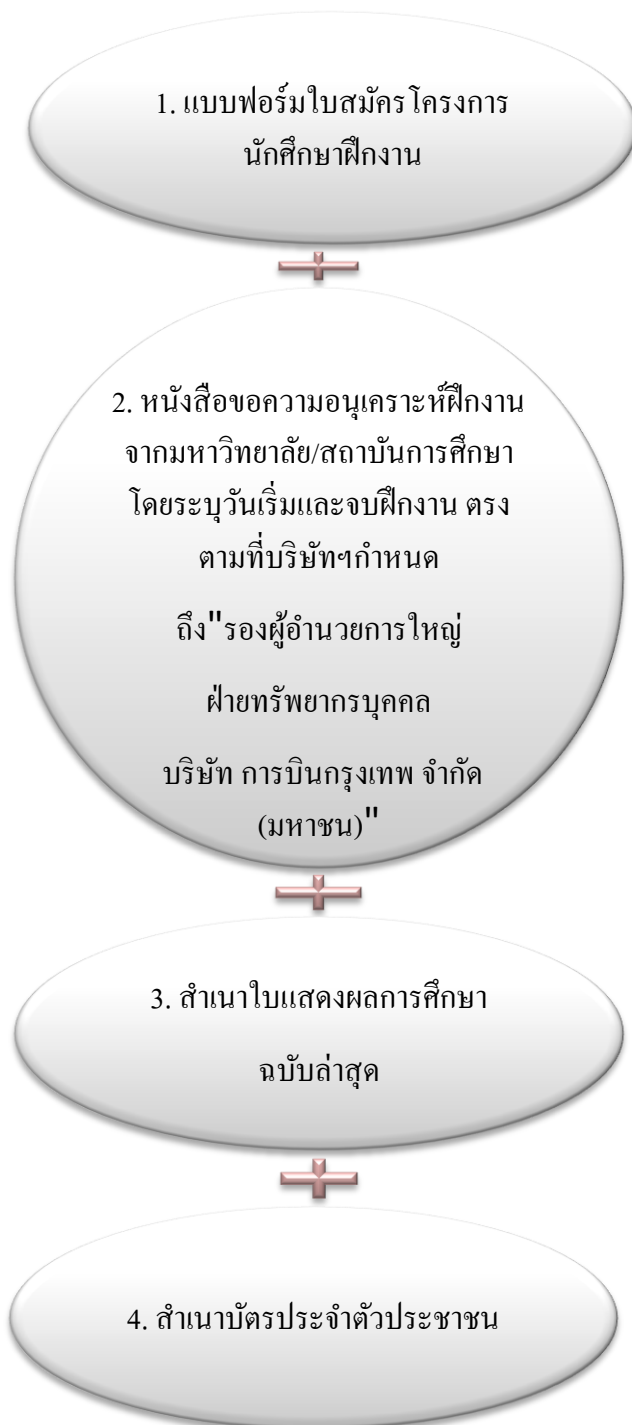 1. แบบฟอร์มใบสมัครโครงการ
นักศึกษาฝึกงาน
2. หนังสือขอความอนุเคราะห์ฝึกงาน
จากมหาวิทยาลัย/สถาบันการศึกษา
โดยระบุวันเริ่มและจบฝึกงาน ตรง
ตามที่บริษัทฯกำหนด
ถึง"รองผู้อำนวยการใหญ่
ฝ่ายทรัพยากรบุคคล
บริษัท การบินกรุงเทพ จำกัด
(มหาชน)"
3. สำเนาใบแสดงผลการศึกษา
ฉบับล่าสุด
4. สำเนาบัตรประจำตัวประชาชน